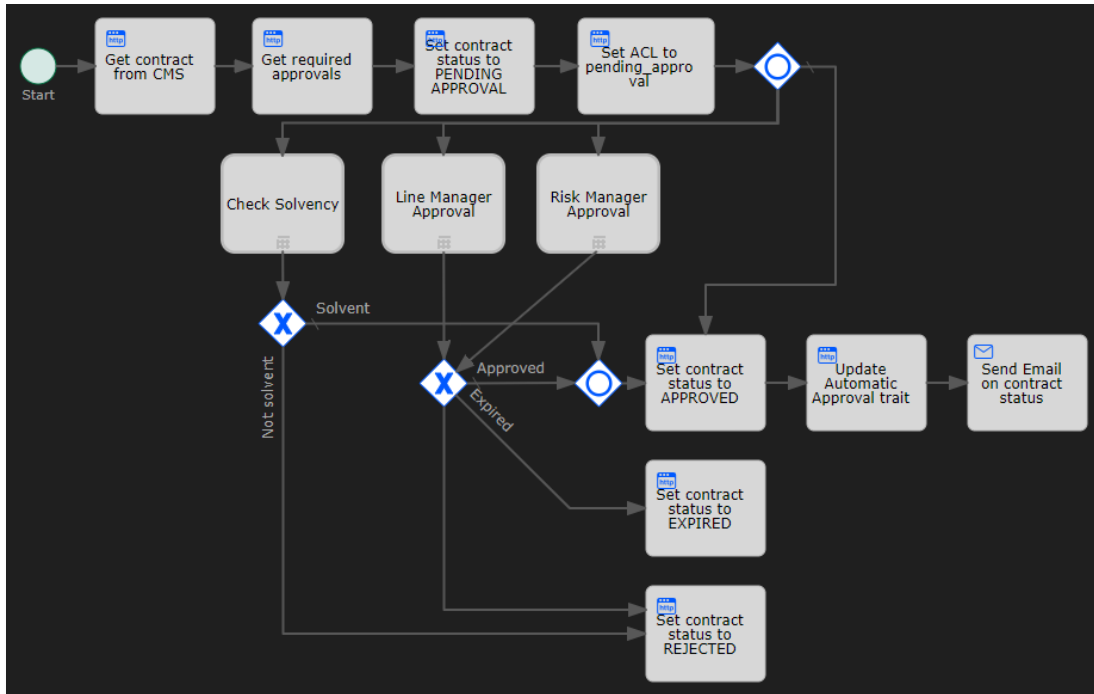 http
http
http
http
Get contract
from CMS
Get required
approvals
Set contract
status to
PENDING
APPROVAL
Set ACL to
pending_appro
val
Start
Check Solvency
Line Manager
Approval
Risk Manager
Approval
Solvent
X
Not solvent
X
Approved
Expired
http
Set contract
status to
APPROVED
http
Update
Automatic
Approval trait
Send Email
on contract
status
http
Set contract
status to
EXPIRED
http
Set contract
status to
REJECTED